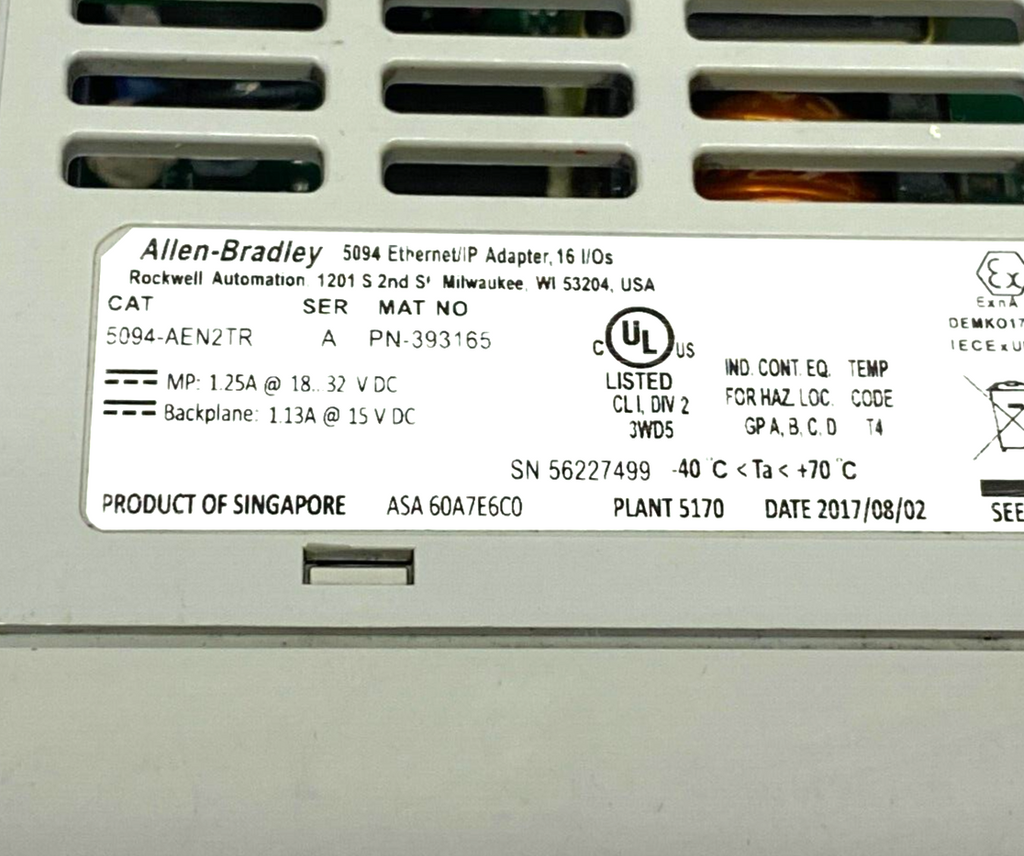 Allen-Bradley 5094 Ethernet/IP Adapter, 16 I/Os
Rockwell Automation 1201 S 2nd St Milwaukee, WI 53204, USA
CAT SER MAT NO
5094-AEN2TR A PN-393165
MP: 1.25A @ 18..32 V DC
Backplane: 1.13A @ 15 V DC
C UL US
LISTED
CL I, DIV 2
3WD5
IND. CONT. EQ. TEMP
FOR HAZ. LOC. CODE
GP A, B, C, D T4
Ex
ExnA
DEMKO17
IECEx U
SN 56227499 -40 °C < Ta < +70 °C
PRODUCT OF SINGAPORE ASA 60A7E6C0 PLANT 5170 DATE 2017/08/02
SEE